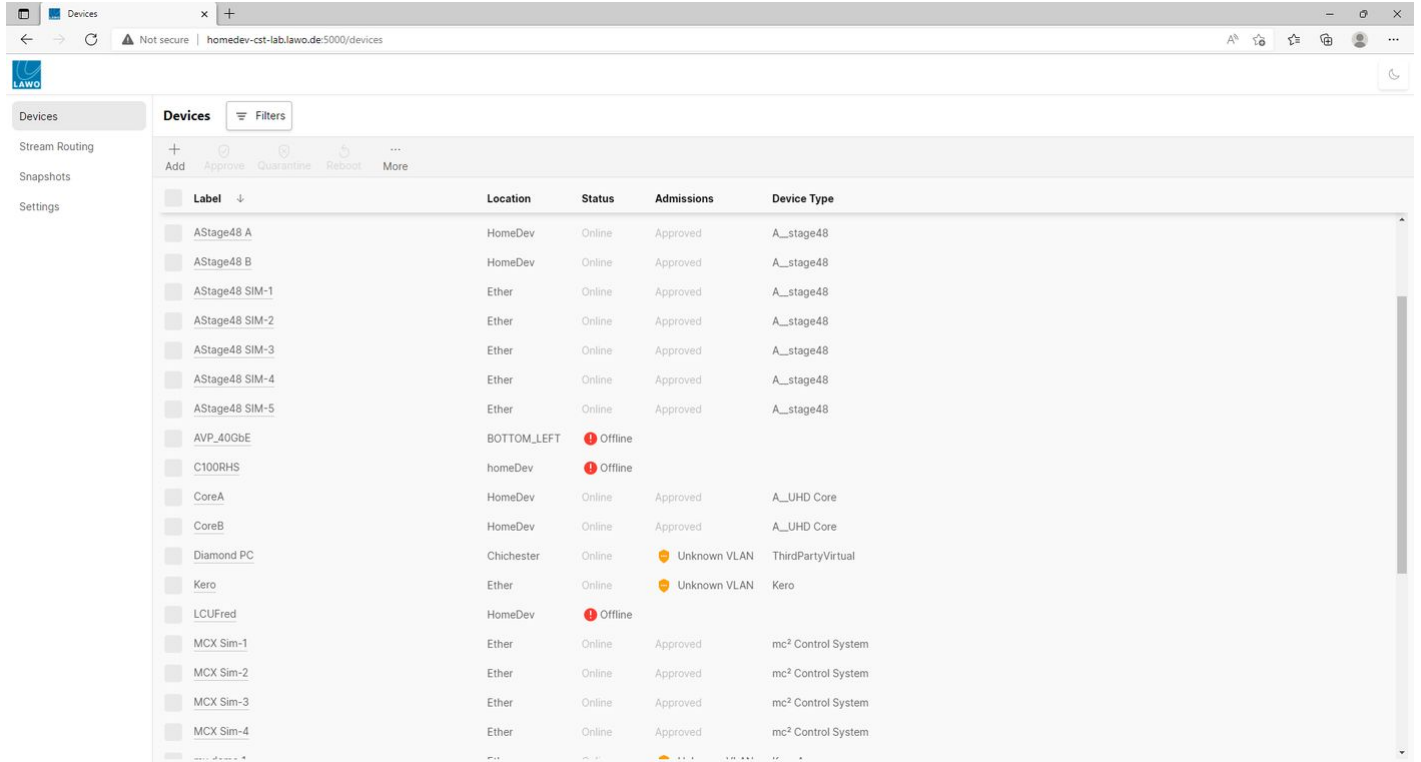 Devices
Not secure | homedev-cst-lab.lawo.de:5000/devices
LAWO
Devices
Stream Routing
Snapshots
Settings
Devices Filters
Add Approve Quarantine Reboot More
Label Location Status Admissions Device Type
AStage48 A HomeDev Online Approved A__stage48
AStage48 B HomeDev Online Approved A__stage48
AStage48 SIM-1 Ether Online Approved A__stage48
AStage48 SIM-2 Ether Online Approved A__stage48
AStage48 SIM-3 Ether Online Approved A__stage48
AStage48 SIM-4 Ether Online Approved A__stage48
AStage48 SIM-5 Ether Online Approved A__stage48
AVP_40GbE BOTTOM_LEFT Offline
C100RHS homeDev Offline
CoreA HomeDev Online Approved A__UHD Core
CoreB HomeDev Online Approved A__UHD Core
Diamond PC Chichester Online Unknown VLAN ThirdPartyVirtual
Kero Ether Online Unknown VLAN Kero
LCUFred HomeDev Offline
MCX Sim-1 Ether Online Approved mc² Control System
MCX Sim-2 Ether Online Approved mc² Control System
MCX Sim-3 Ether Online Approved mc² Control System
MCX Sim-4 Ether Online Approved mc² Control System